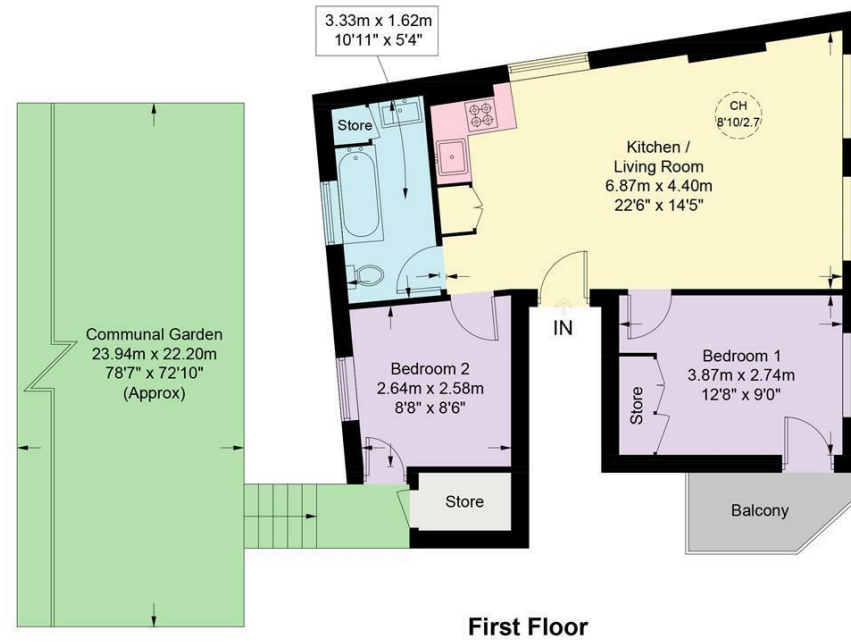 3.33m x 1.62m
10'11" x 5'4"
Store
CH
8'10/2.7
Kitchen /
Living Room
6.87m x 4.40m
22'6" x 14'5"
Communal Garden
23.94m x 22.20m
78'7" x 72'10"
(Approx)
IN
Bedroom 2
2.64m x 2.58m
8'8" x 8'6"
Bedroom 1
3.87m x 2.74m
12'8" x 9'0"
Store
Store
Balcony
First Floor